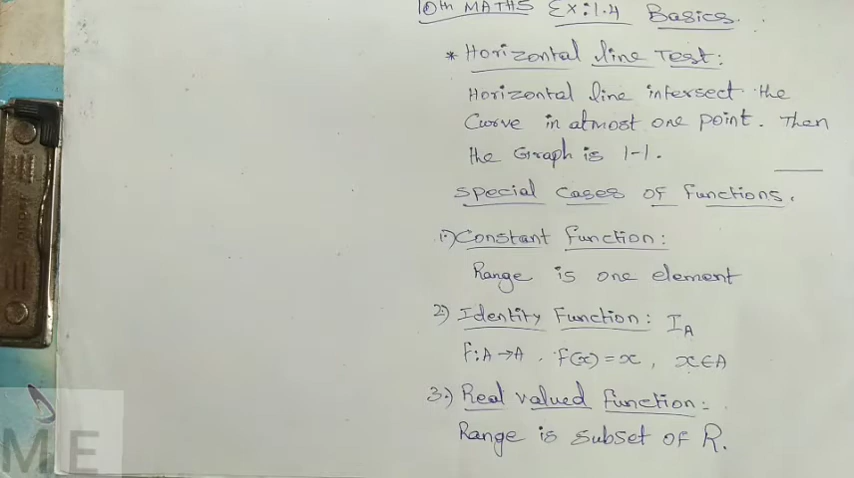 10th MATHS Ex:1.4 Basics.
* Horizontal line Test:
Horizontal line intersect the
Curve in atmost one point. Then
the Graph is 1-1.
Special Cases of Functions.
1.) Constant function:
Range is one element
2) Identity Function: I_A
F:A→A, f(x)=x, x∈A
3.) Real valued function:
Range is subset of R.
ME